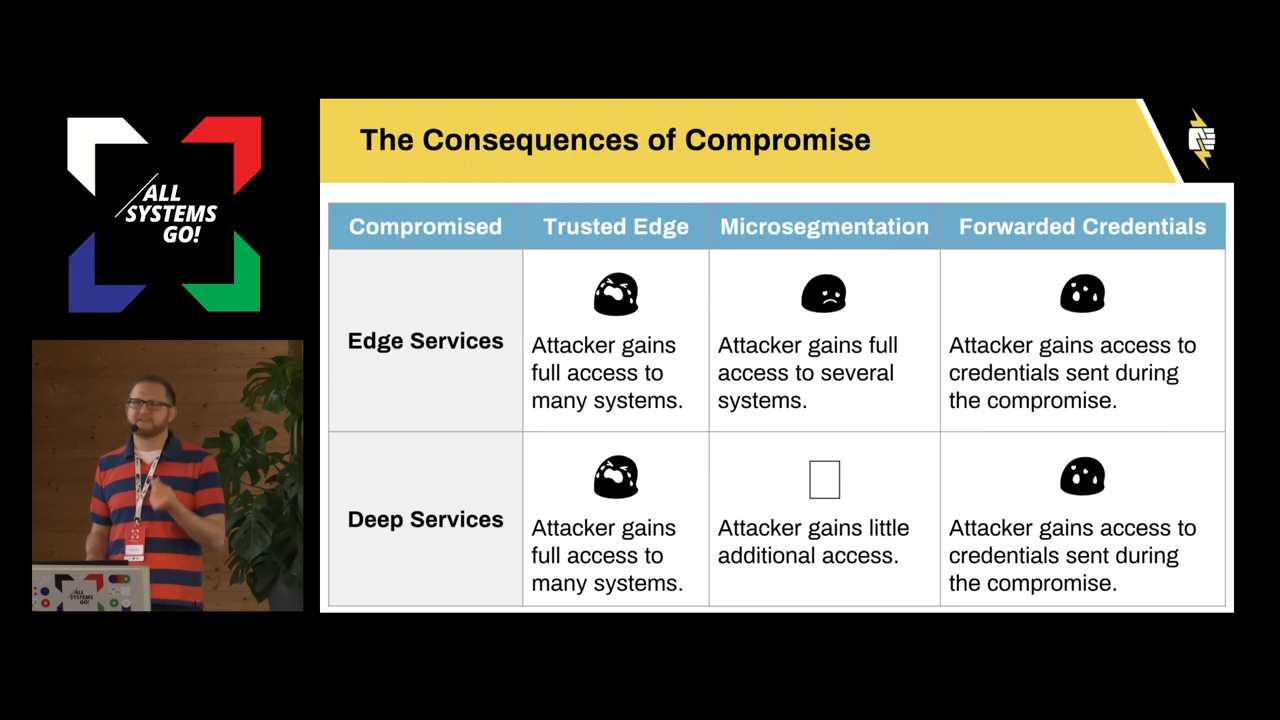 ALL
SYSTEMS
GO!
The Consequences of Compromise
Compromised
Trusted Edge
Microsegmentation
Forwarded Credentials
Edge Services
Attacker gains
full access to
many systems.
Attacker gains full
access to several
systems.
Attacker gains access to
credentials sent during
the compromise.
Deep Services
Attacker gains
full access to
many systems.
Attacker gains little
additional access.
Attacker gains access to
credentials sent during
the compromise.
ALL
SYSTEMS
GO!